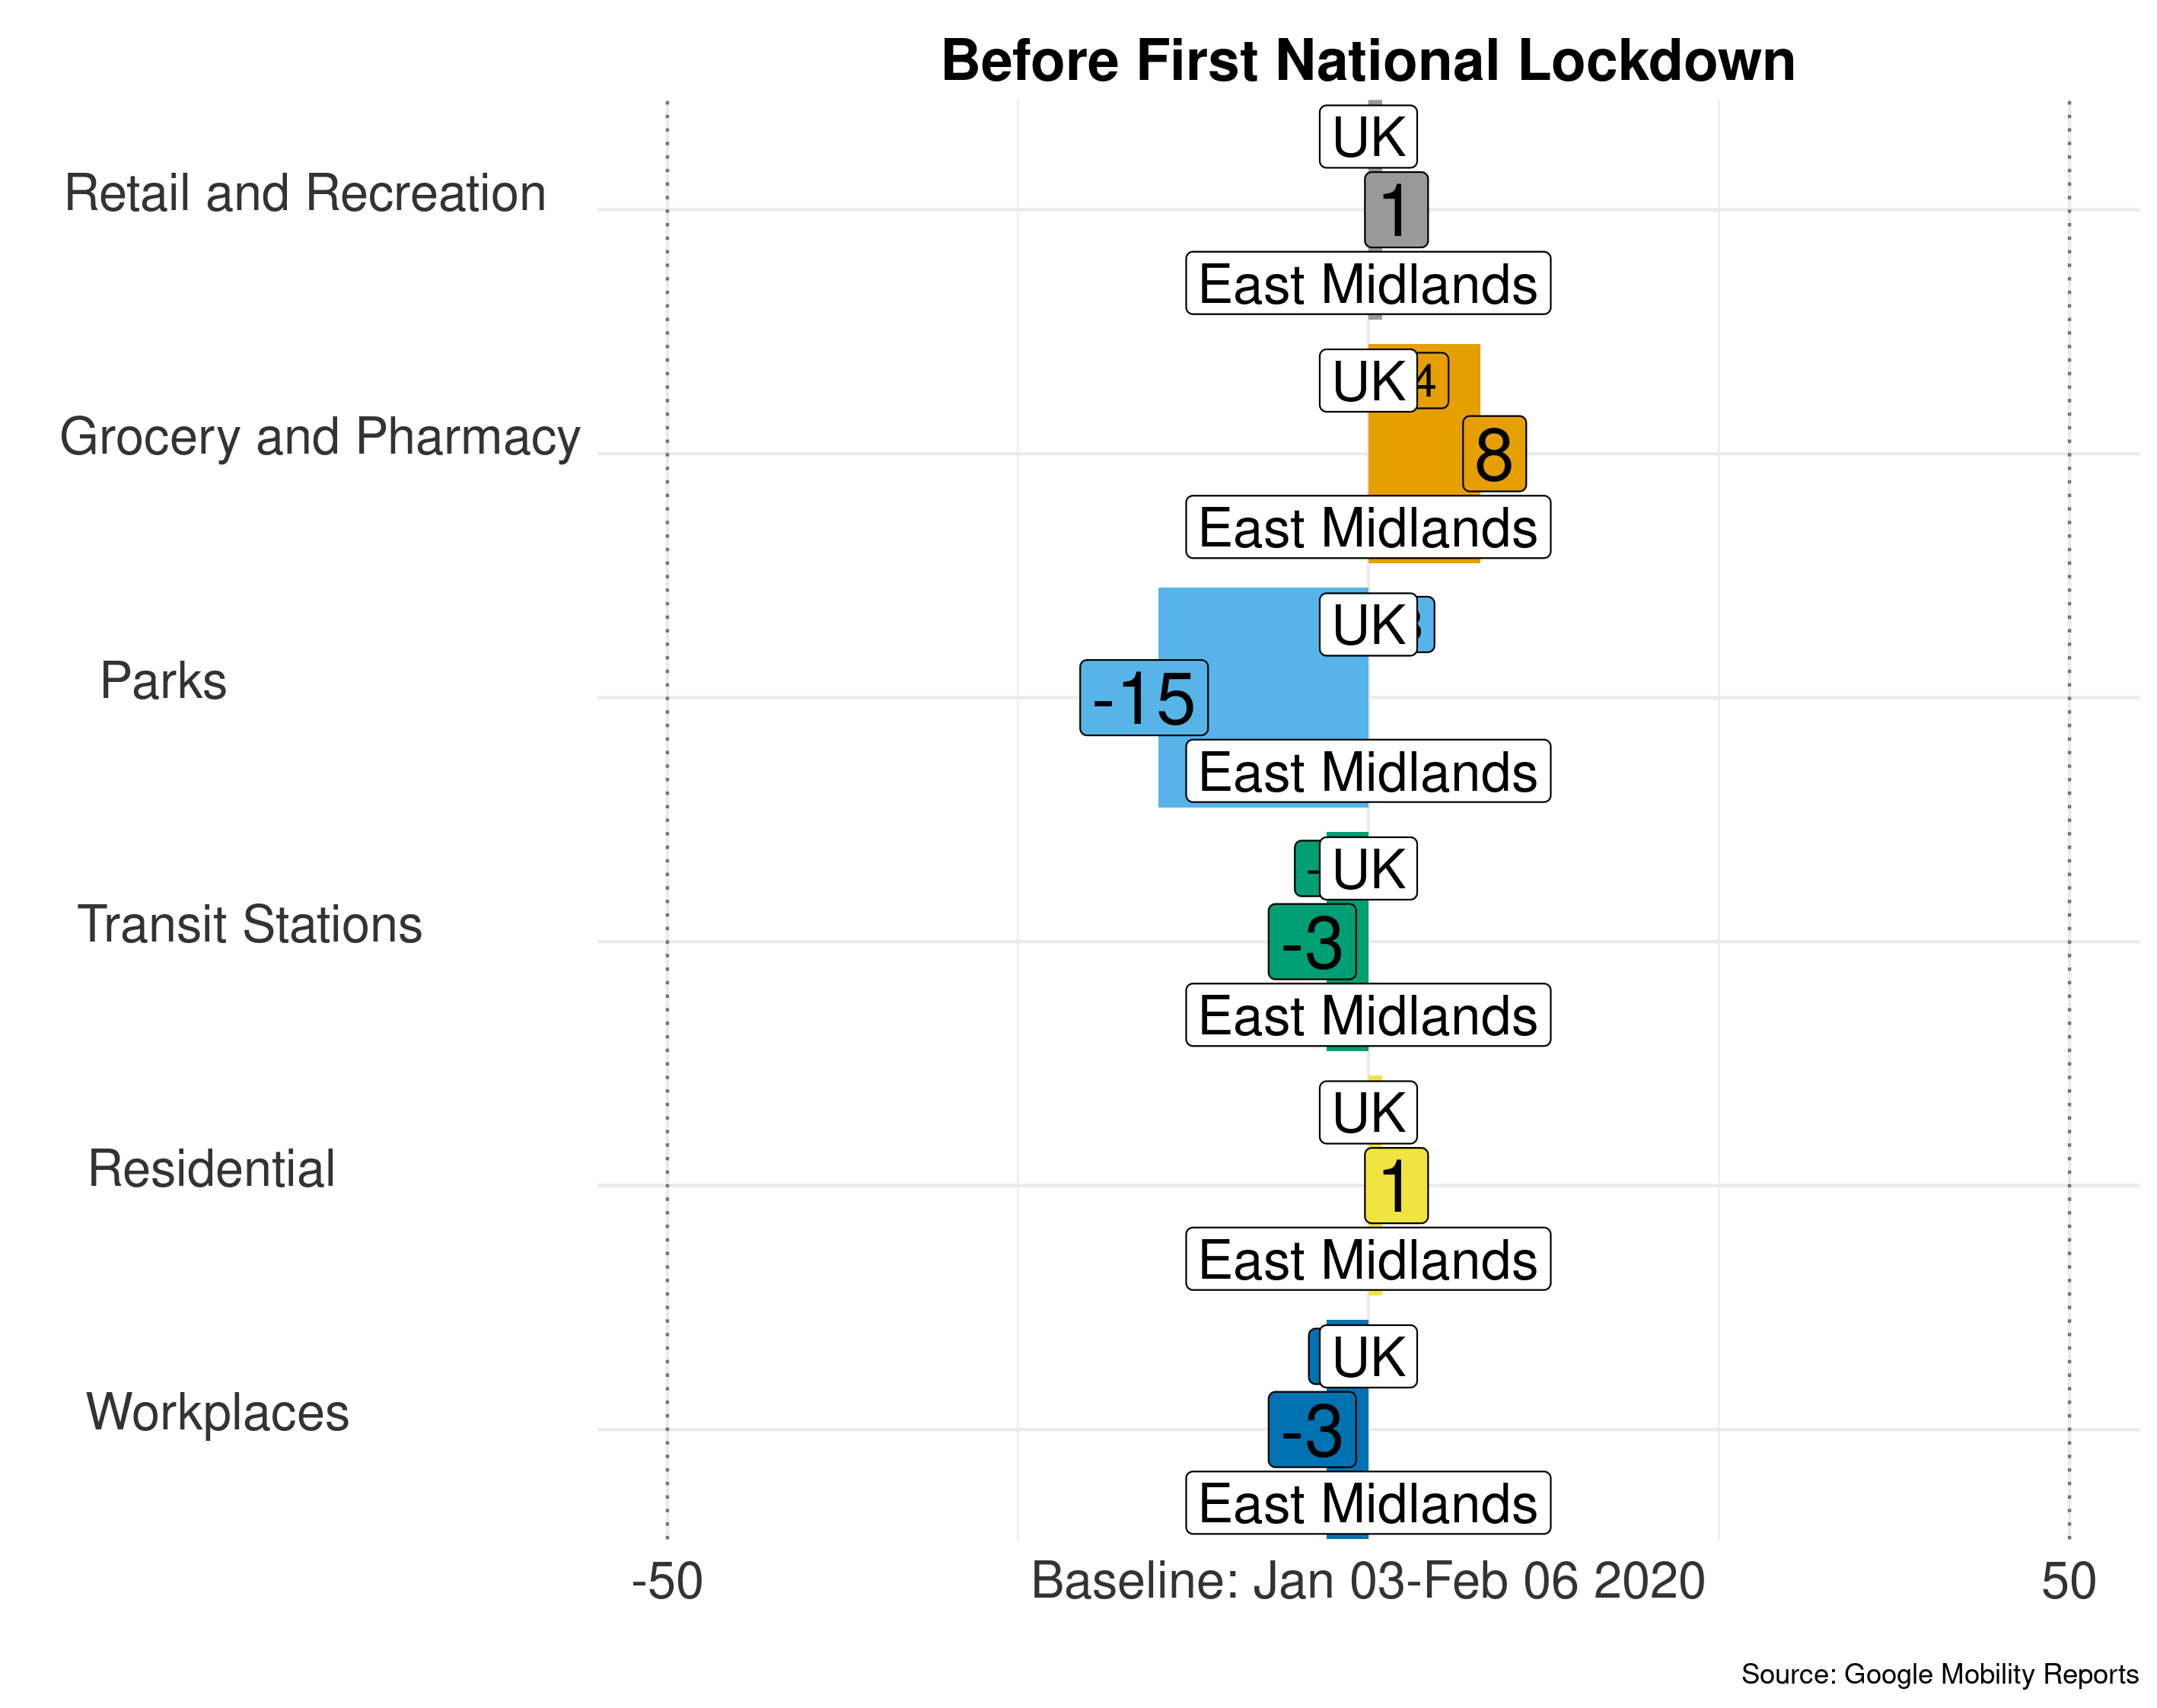 Before First National Lockdown
Retail and Recreation
UK
1
East Midlands
Grocery and Pharmacy
UK
4
8
East Midlands
Parks
UK
-15
East Midlands
Transit Stations
UK
-3
East Midlands
Residential
UK
1
East Midlands
Workplaces
UK
-3
East Midlands
-50
Baseline: Jan 03-Feb 06 2020
50
Source: Google Mobility Reports